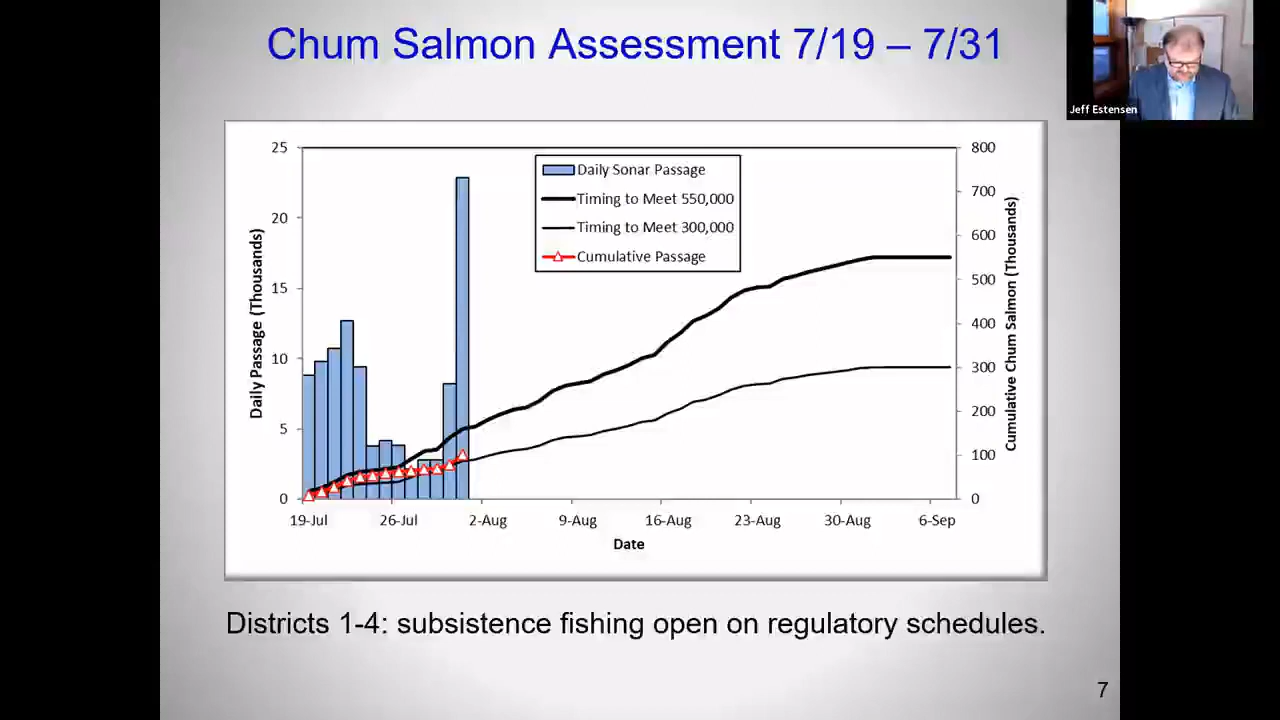 Chum Salmon Assessment 7/19 – 7/31
Jeff Estensen
25
20
15
10
5
0
Daily Passage (Thousands)
Daily Sonar Passage
Timing to Meet 550,000
Timing to Meet 300,000
Cumulative Passage
800
700
600
500
400
300
200
100
0
Cumulative Chum Salmon (Thousands)
19-Jul 26-Jul 2-Aug 9-Aug 16-Aug 23-Aug 30-Aug 6-Sep
Date
Districts 1-4: subsistence fishing open on regulatory schedules.
7